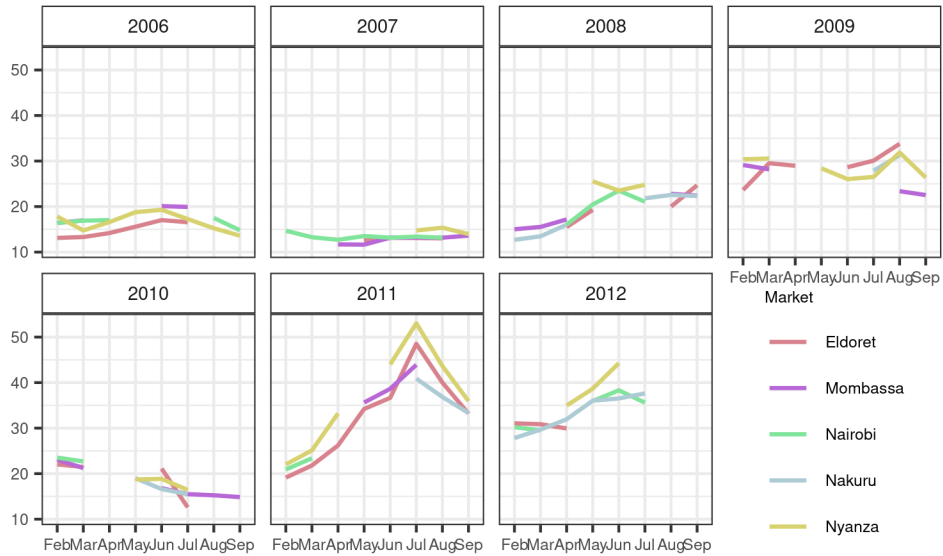 2006
2007
2008
2009
50
40
30
20
10
Feb Mar Apr May Jun Jul Aug Sep
Market
2010
2011
2012
50
40
30
20
10
Eldoret
Mombassa
Nairobi
Nakuru
Nyanza
Feb Mar Apr May Jun Jul Aug Sep
Feb Mar Apr May Jun Jul Aug Sep
Feb Mar Apr May Jun Jul Aug Sep